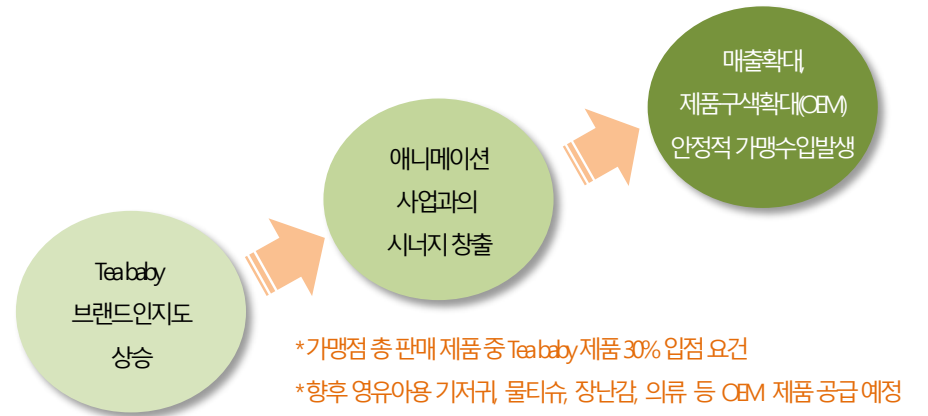 Tea baby
브랜드인지도
상승
애니메이션
사업과의
시너지 창출
매출확대,
제품구색확대(OEM)
안정적 가맹수입발생
*가맹점 총 판매 제품 중 Tea baby 제품 30% 입점 요건
*향후 영유아용 기저귀, 물티슈, 장난감, 의류 등 OEM 제품 공급 예정